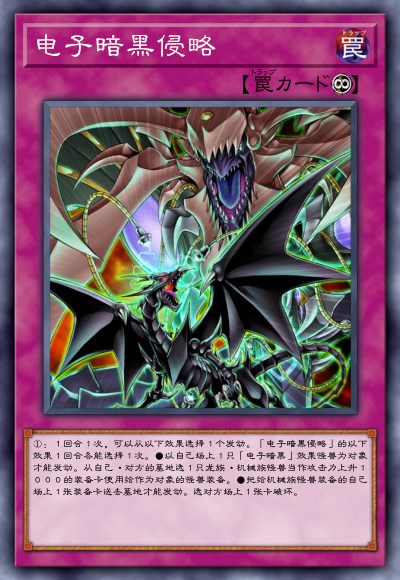 电子暗黑侵略
トラップ
罠
トラップ
【罠カード】
①：1回合1次，可以从以下效果选择1个发动。「电子暗黑侵略」的以下
效果1回合各能选择1次。●以自己场上1只「电子暗黑」效果怪兽为对象
才能发动。从自己·对方的墓地选1只龙族·机械族怪兽当作攻击力上升1
000的装备卡使用给作为对象的怪兽装备。●把给机械族怪兽装备的自己
场上1张装备卡送去墓地才能发动。选对方场上1张卡破坏。